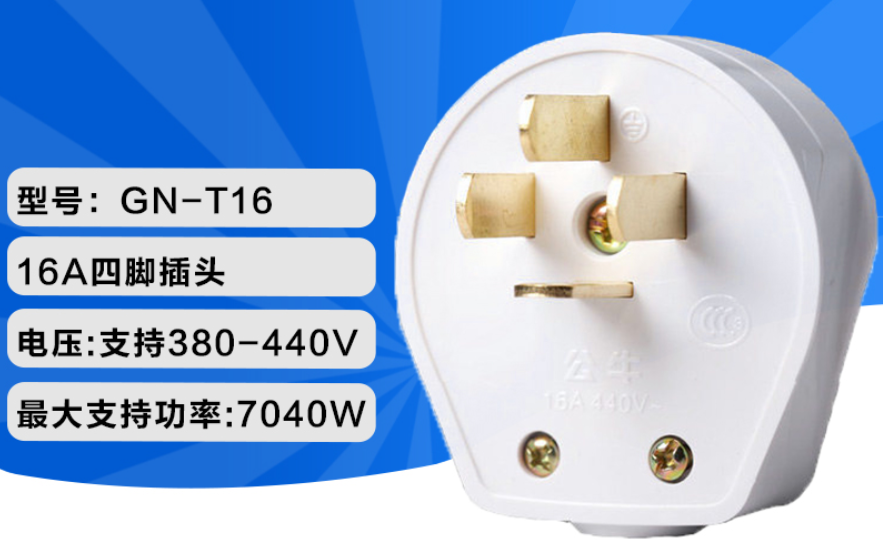 型号：GN-T16
16A四脚插头
电压:支持380-440V
最大支持功率:7040W
公牛
16A 440V~